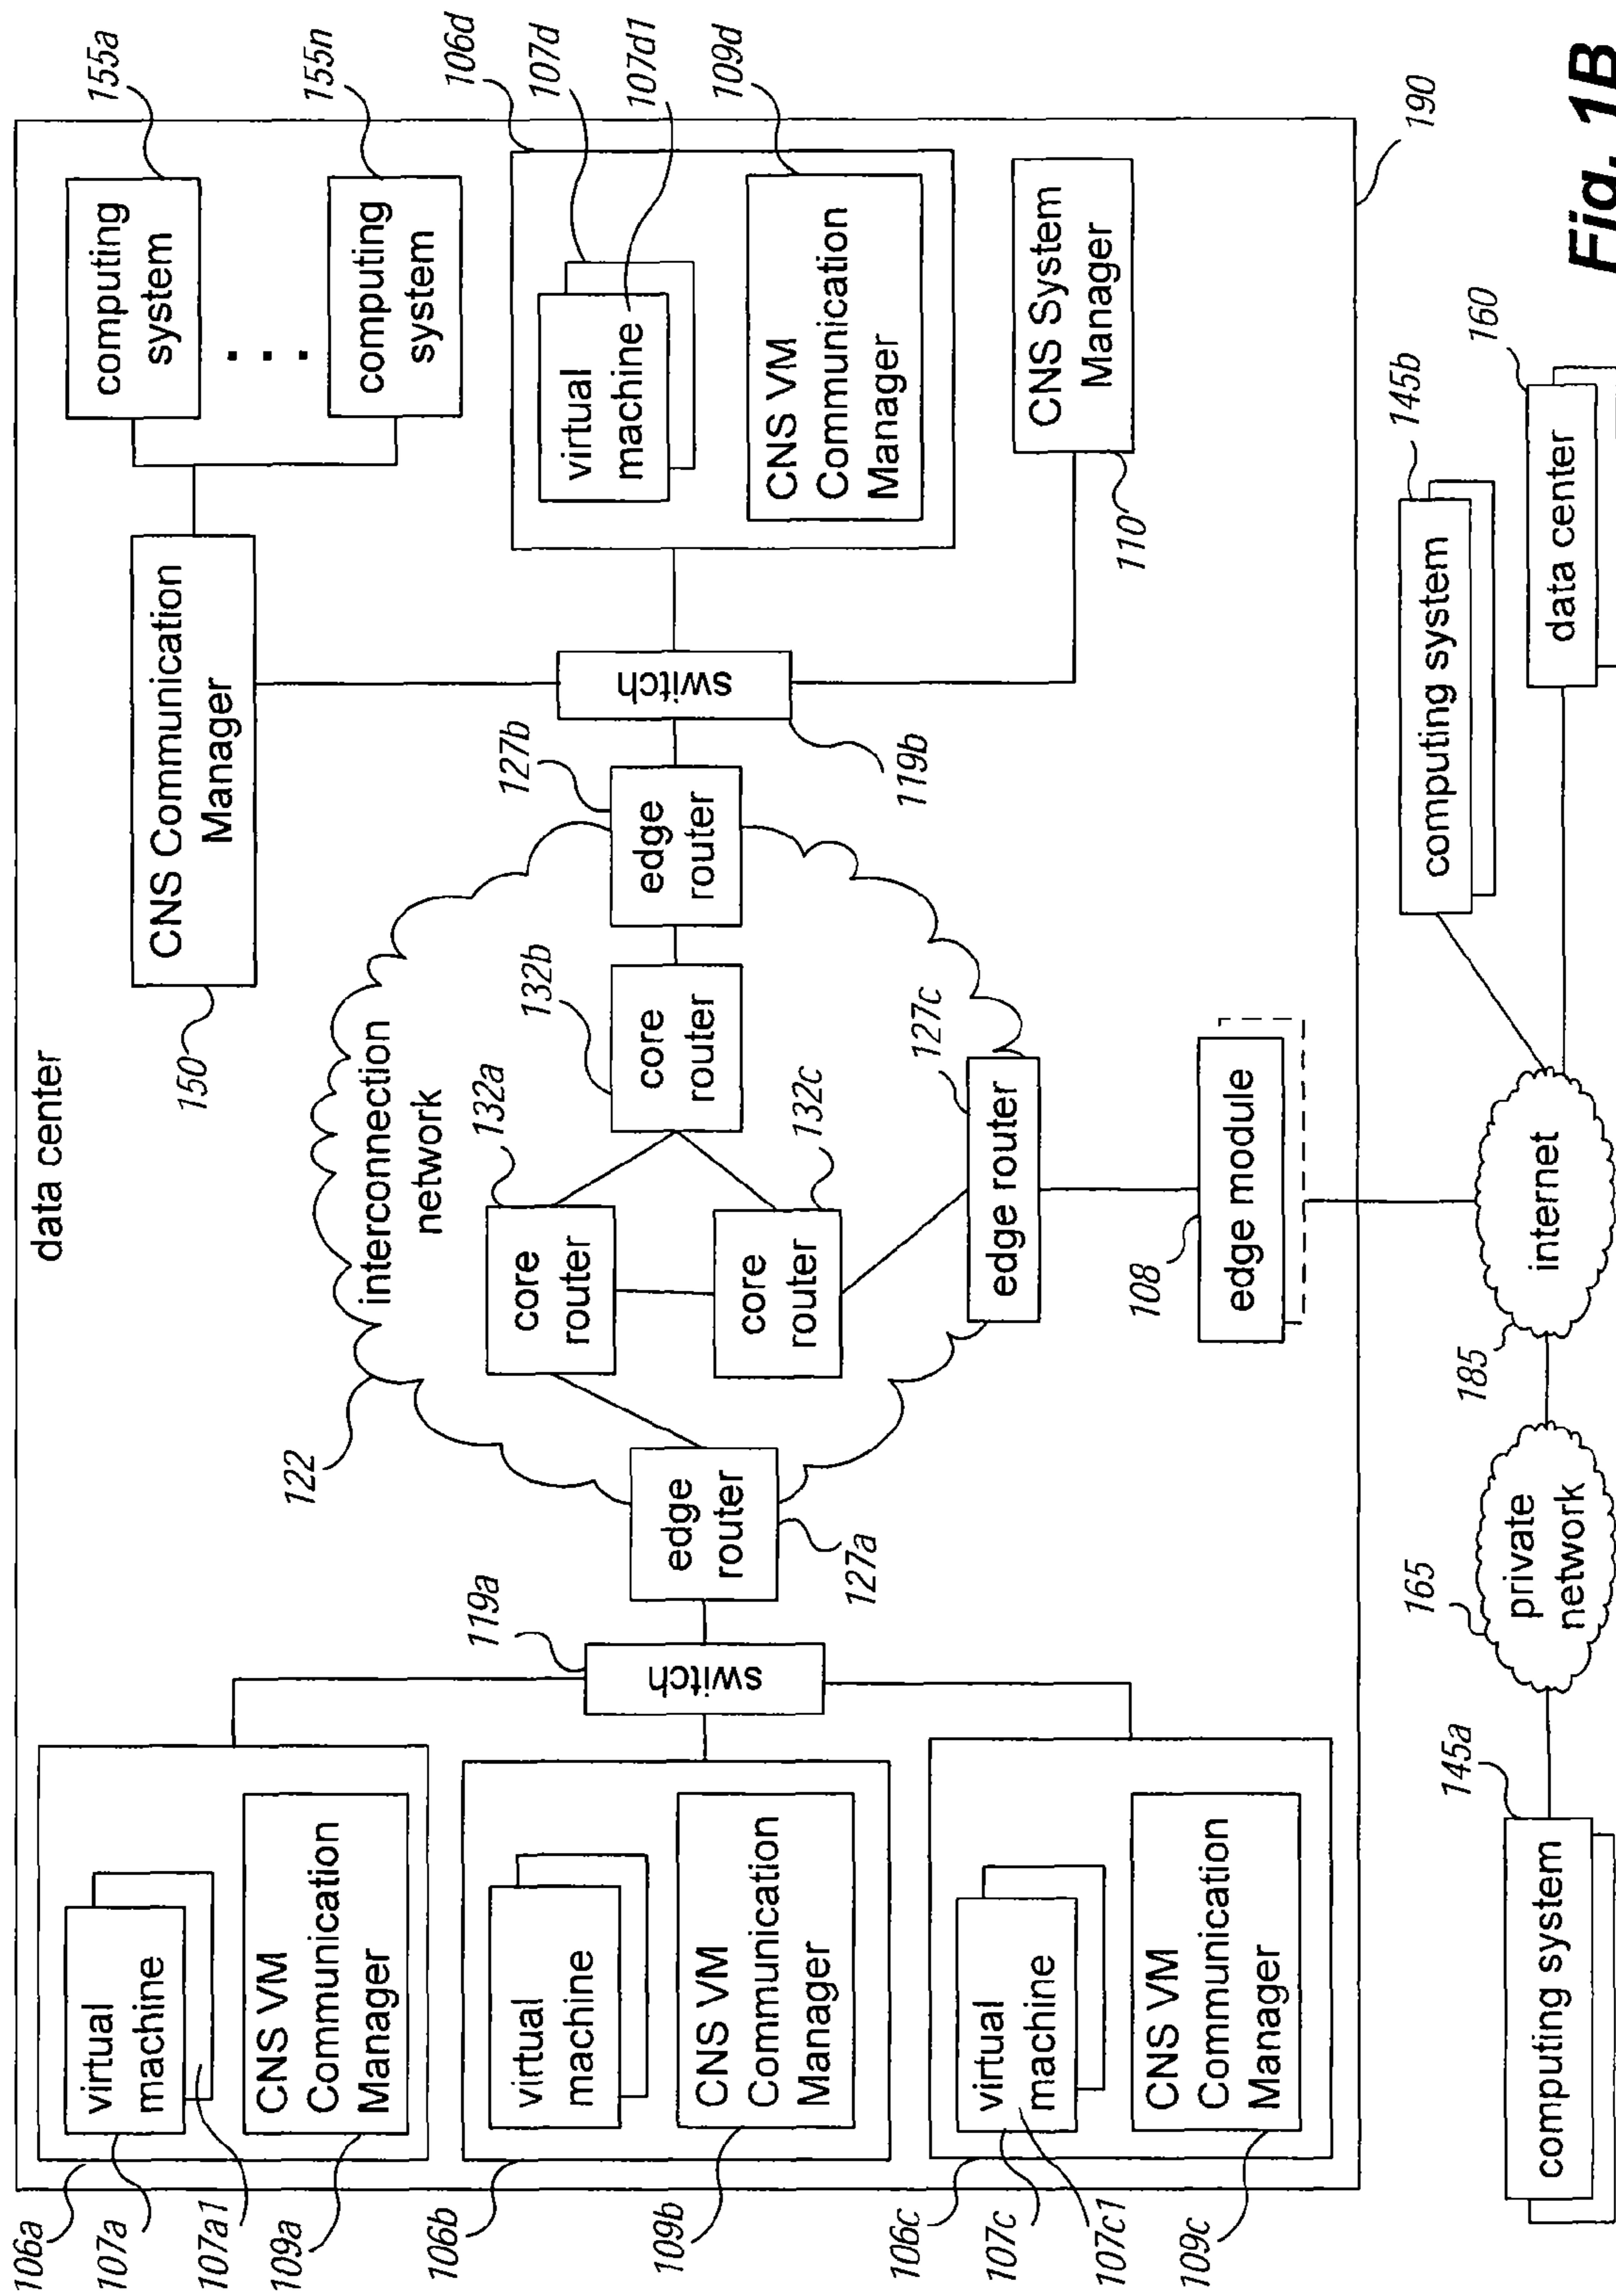 data center
106a
107a
107a1
109a
virtual
machine
CNS VM
Communication
Manager
106b
109b
virtual
machine
CNS VM
Communication
Manager
106c
107c
107c1
109c
virtual
machine
CNS VM
Communication
Manager
119a
switch
122
interconnection
network
127a
edge
router
132a
core
router
132b
core
router
132c
core
router
127b
edge
router
127c
edge router
108
edge module
119b
switch
150
CNS Communication
Manager
155a
computing
system
. . .
155n
computing
system
106d
107d
107d1
109d
virtual
machine
CNS VM
Communication
Manager
110
CNS System
Manager
190
145a
computing system
165
private
network
185
internet
145b
computing system
160
data center
Fig. 1B